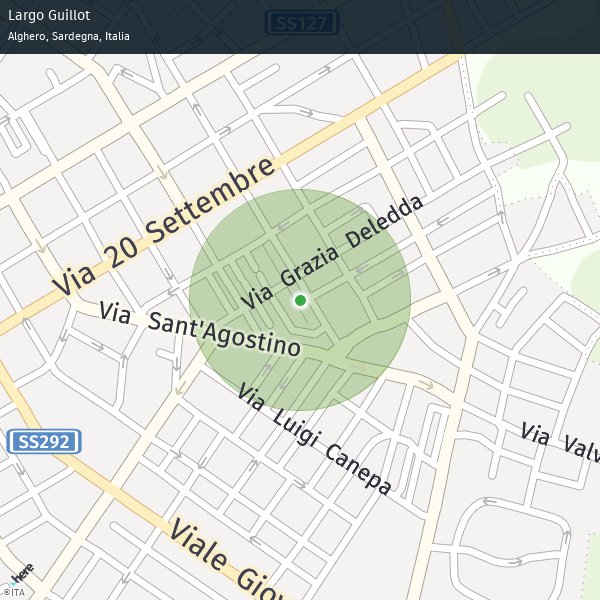 Largo Guillot
Alghero, Sardegna, Italia
SS127
Via 20 Settembre
Via Grazia Deledda
Via Sant'Agostino
Via Luigi Canepa
Via Valv
SS292
Viale Giov
here
©ITA